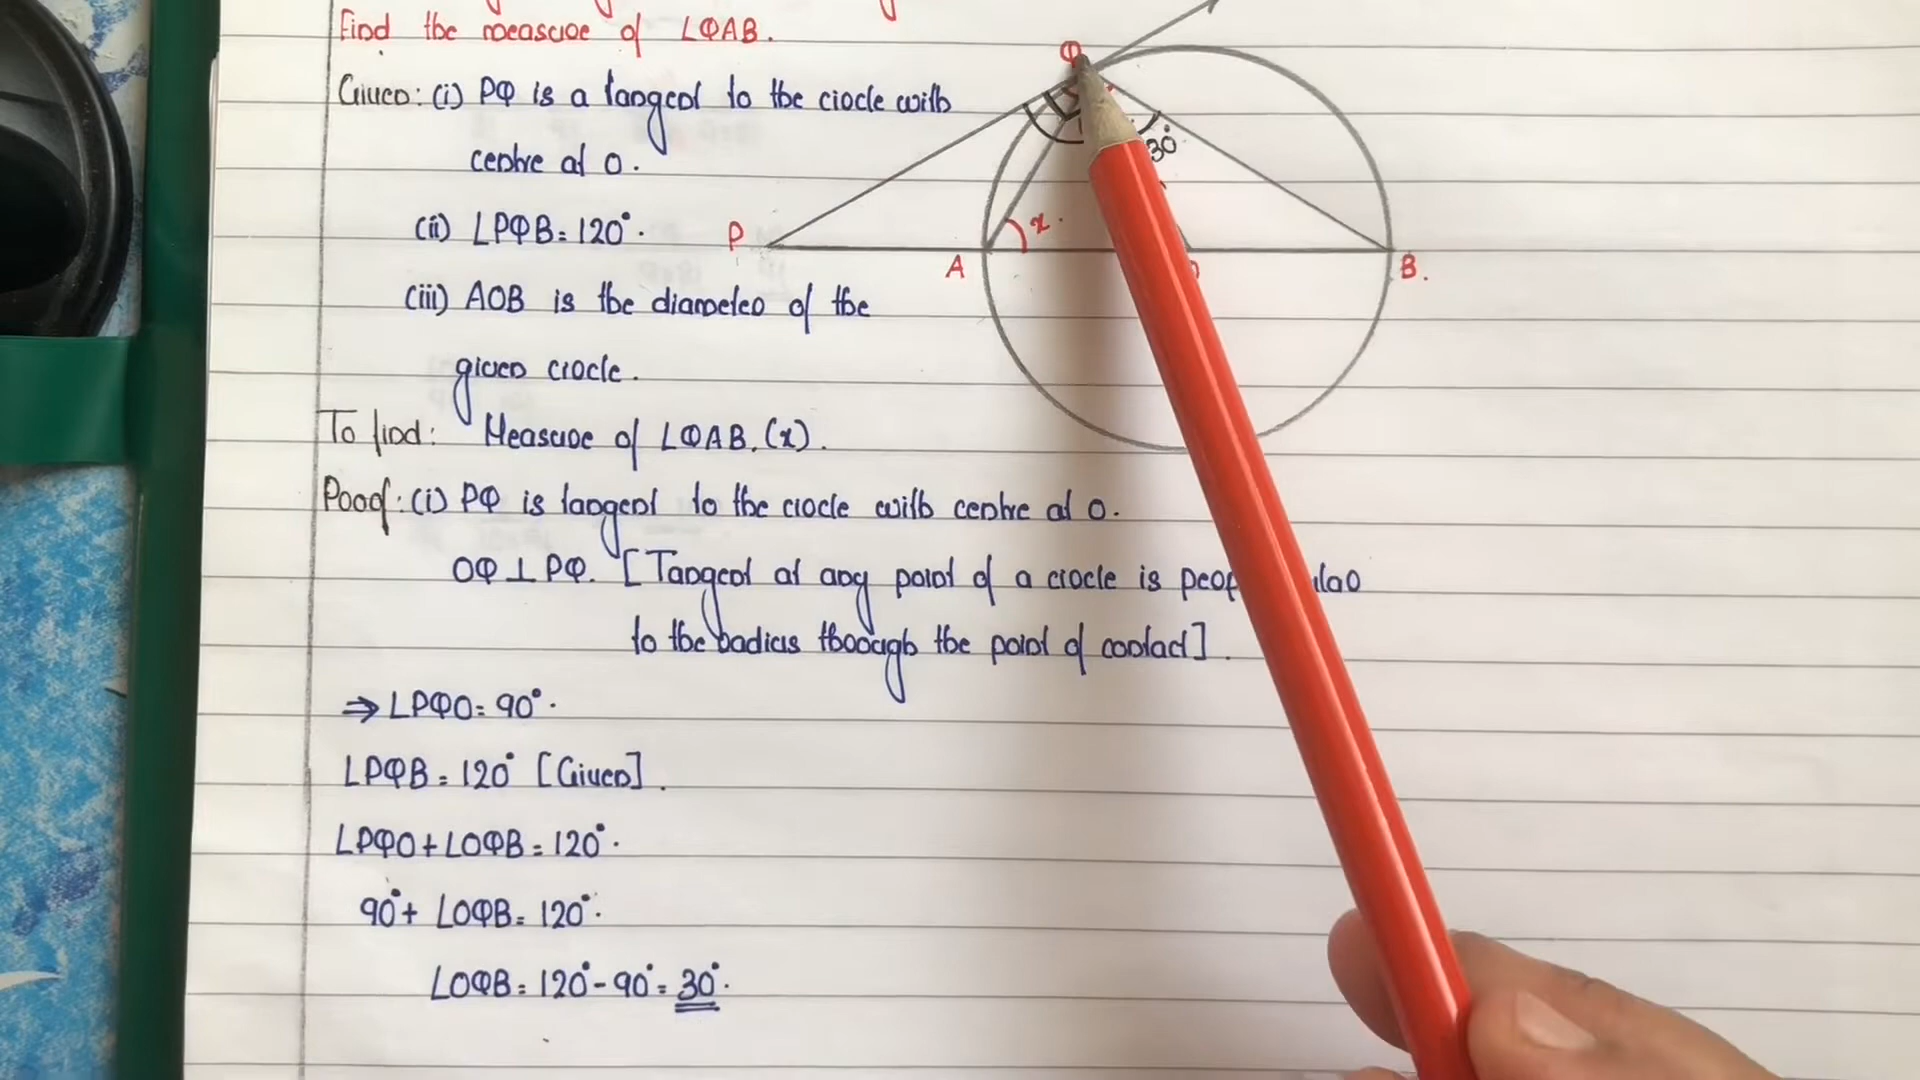 Find the measure of ∠QAB.
Given: (i) PQ is a tangent to the circle with
centre at O.
(ii) ∠PQB = 120°.
(iii) AOB is the diameter of the
given circle.
To find: Measure of ∠QAB. (x).
Proof: (i) PQ is tangent to the circle with centre at O.
OQ ⊥ PQ. [Tangent at any point of a circle is
to the radius through the point of contact].
⇒ ∠PQO = 90°.
∠PQB = 120° [Given].
∠PQO + ∠OQB = 120°.
90° + ∠OQB = 120°.
∠OQB = 120° - 90° = 30°.
Q
30°
P
x.
A
B.